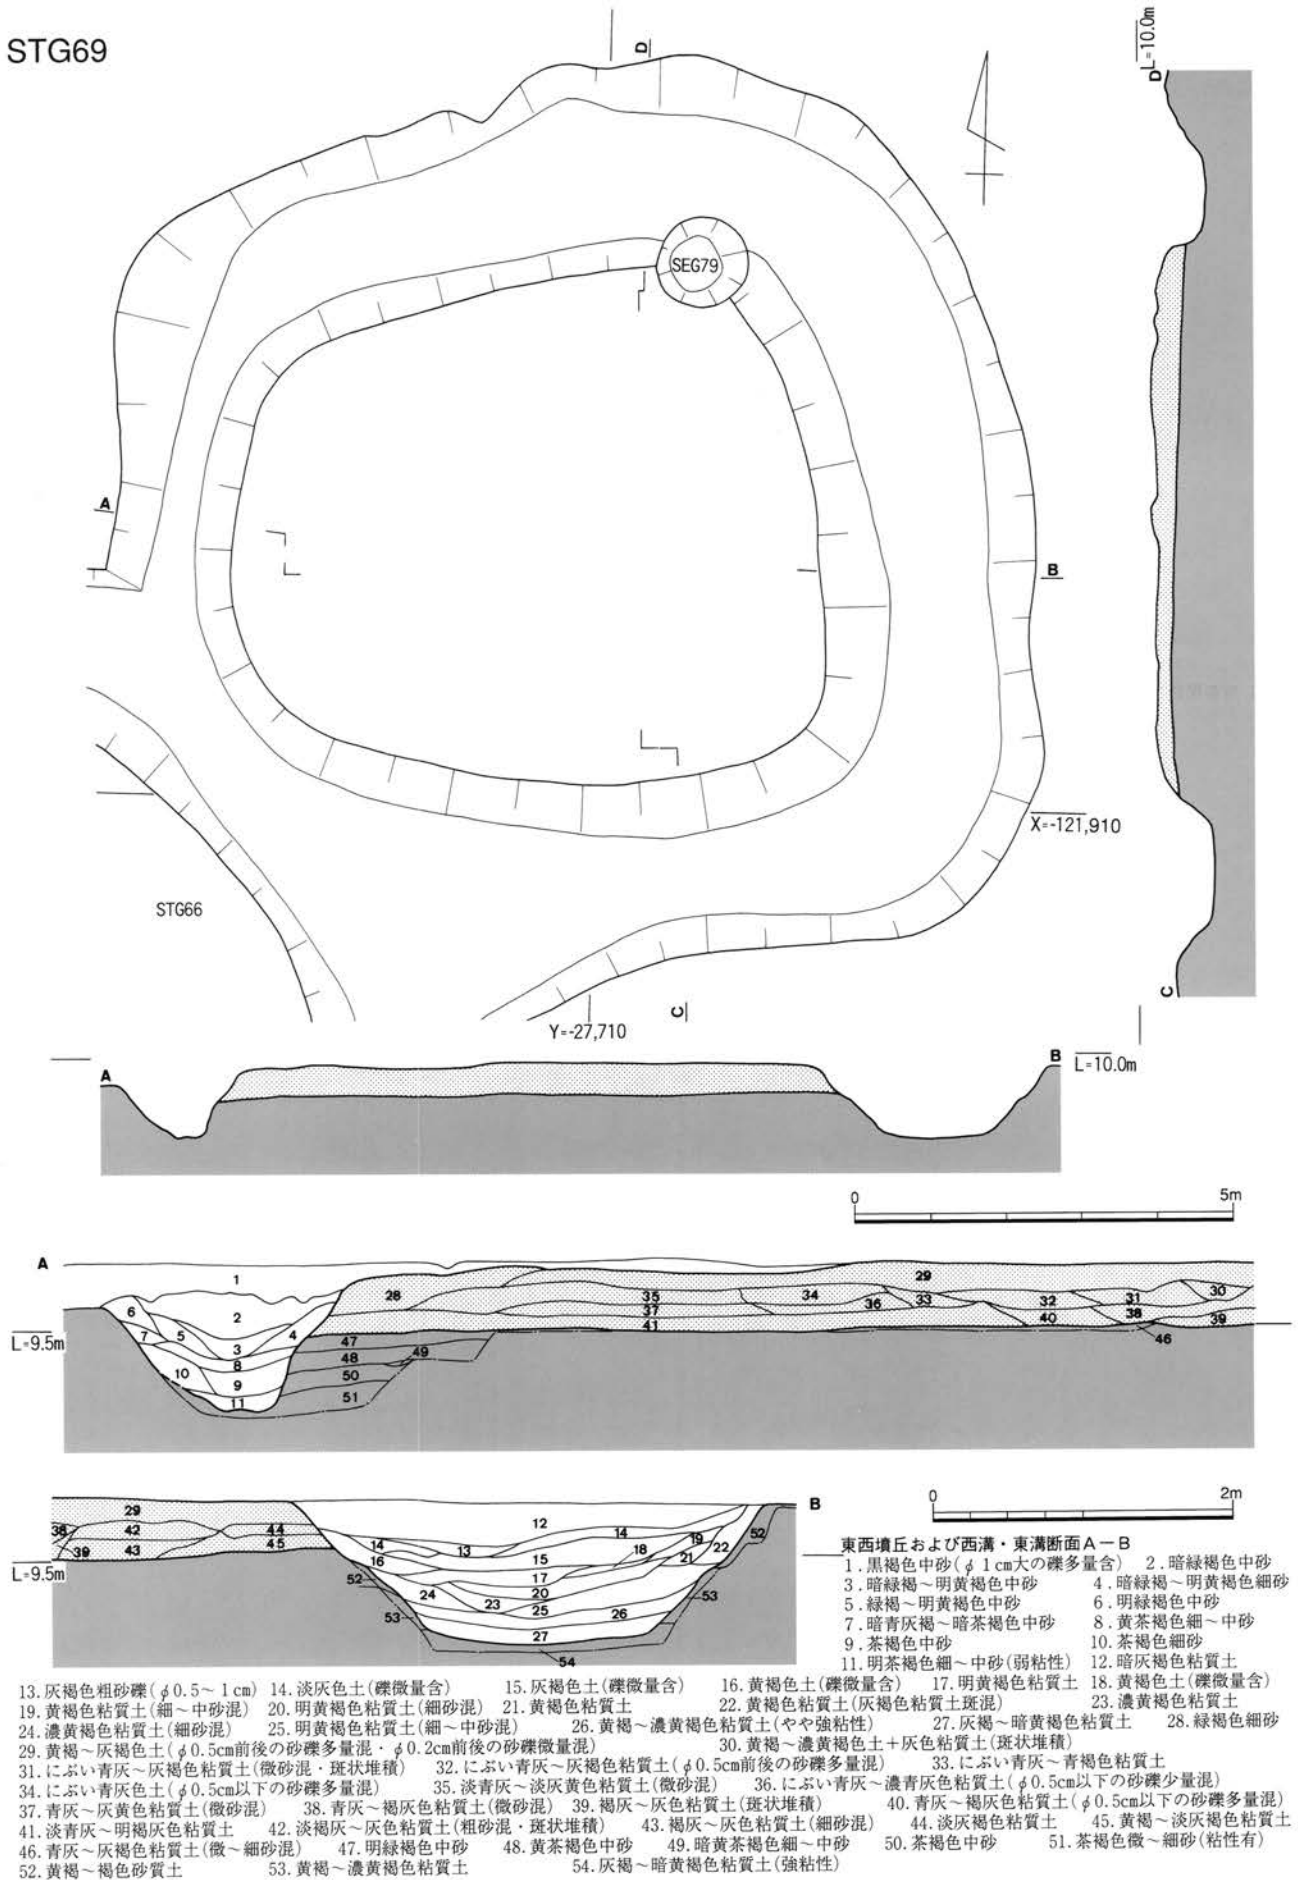 STG69
D
L=10.0m
D
SEG79
A
B
X=-121,910
STG66
C
C
Y=-27,710
A
B
L=10.0m
0 5m
A
1
28
29
35
34
36
33
32
31
30
37
41
40
38
39
46
6
2
7
5
4
3
8
10
9
11
47
48
49
50
51
L=9.5m
29
38
42
44
39
43
45
L=9.5m
12
14
14
13
16
15
18
19
21
22
17
20
24
23
25
26
27
52
52
53
53
54
B
0 2m
東西墳丘および西溝・東溝断面A-B
1.黒褐色中砂(φ1cm大の礫多量含) 2.暗緑褐色中砂
3.暗緑褐~明黄褐色中砂 4.暗緑褐~明黄褐色細砂
5.緑褐~明黄褐色中砂 6.明緑褐色中砂
7.暗青灰褐~暗茶褐色中砂 8.黄茶褐色細~中砂
9.茶褐色中砂 10.茶褐色細砂
11.明茶褐色細~中砂(弱粘性) 12.暗灰褐色粘質土
13.灰褐色粗砂礫(φ0.5~1cm) 14.淡灰色土(礫微量含) 15.灰褐色土(礫微量含) 16.黄褐色土(礫微量含) 17.明黄褐色粘質土 18.黄褐色土(礫微量含)
19.黄褐色粘質土(細~中砂混) 20.明黄褐色粘質土(細砂混) 21.黄褐色粘質土 22.黄褐色粘質土(灰褐色粘質土斑混) 23.濃黄褐色粘質土
24.濃黄褐色粘質土(細砂混) 25.明黄褐色粘質土(細~中砂混) 26.黄褐~濃黄褐色粘質土(やや強粘性) 27.灰褐~暗黄褐色粘質土 28.緑褐色細砂
29.黄褐~灰褐色土(φ0.5cm前後の砂礫多量混・φ0.2cm前後の砂礫微量混) 30.黄褐~濃黄褐色土+灰色粘質土(斑状堆積)
31.にぶい青灰~灰褐色粘質土(微砂混・斑状堆積) 32.にぶい青灰~灰褐色粘質土(φ0.5cm前後の砂礫多量混) 33.にぶい青灰~青褐色粘質土
34.にぶい青灰色土(φ0.5cm以下の砂礫多量混) 35.淡青灰~淡灰黄色粘質土(微砂混) 36.にぶい青灰~濃青灰色粘質土(φ0.5cm以下の砂礫少量混)
37.青灰~灰黄色粘質土(微砂混) 38.青灰~褐灰色粘質土(微砂混) 39.褐灰~灰色粘質土(斑状堆積) 40.青灰~褐灰色粘質土(φ0.5cm以下の砂礫多量混)
41.淡青灰~明褐灰色粘質土 42.淡褐灰~灰色粘質土(粗砂混・斑状堆積) 43.褐灰~灰色粘質土(細砂混) 44.淡灰褐色粘質土 45.黄褐~淡灰褐色粘質土
46.青灰~灰褐色粘質土(微~細砂混) 47.明緑褐色中砂 48.黄茶褐色中砂 49.暗黄茶褐色細~中砂 50.茶褐色中砂 51.茶褐色微~細砂(粘性有)
52.黄褐~褐色砂質土 53.黄褐~濃黄褐色粘質土 54.灰褐~暗黄褐色粘質土(強粘性)